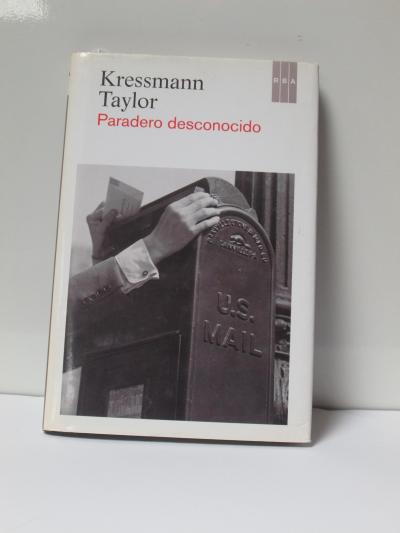 Kressmann
Taylor
Paradero desconocido
RBA
U.S.
MAIL